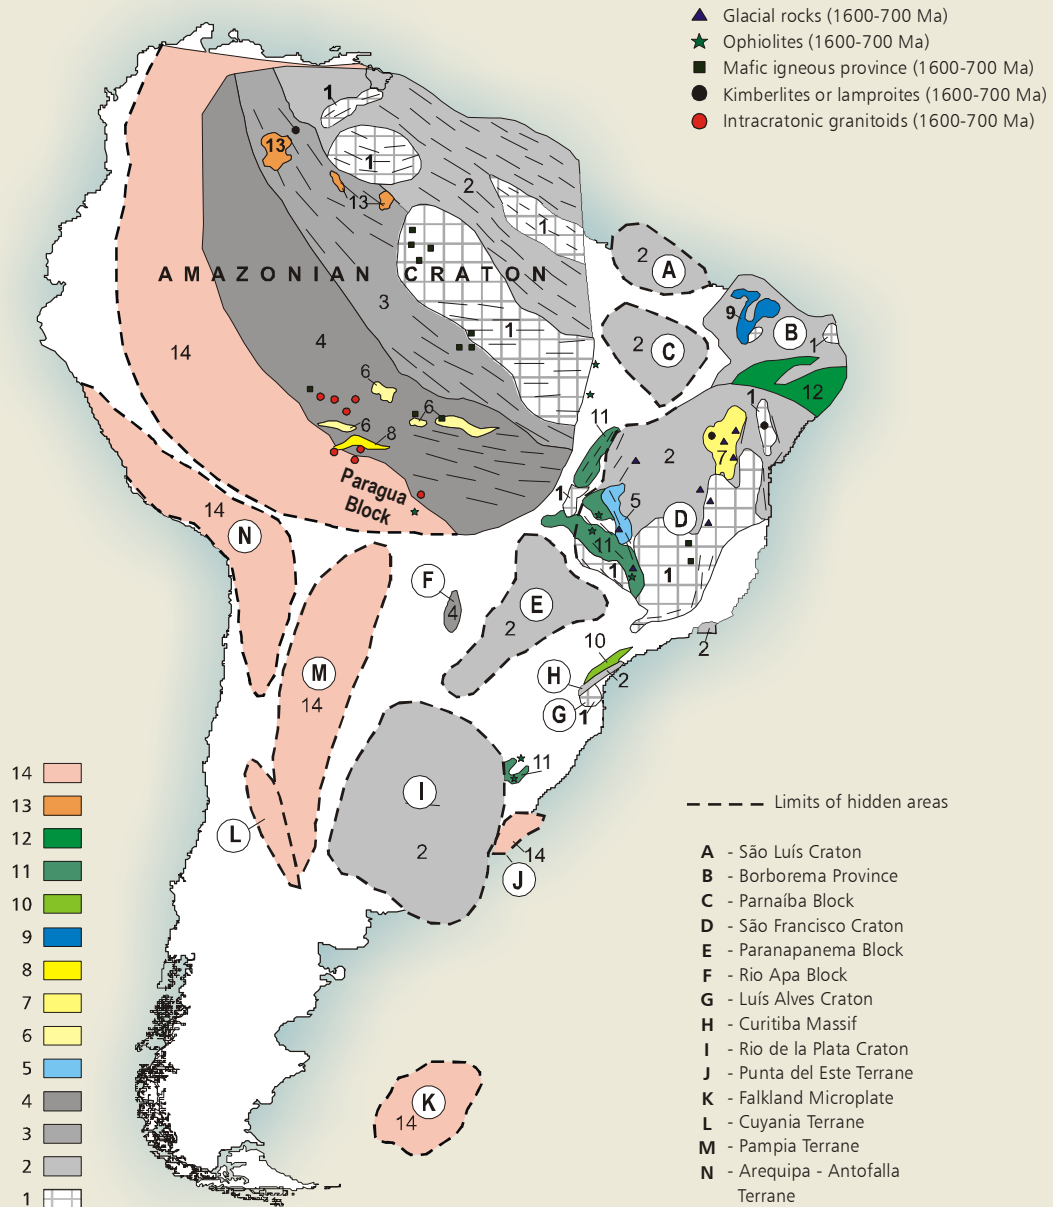 Glacial rocks (1600-700 Ma)
Ophiolites (1600-700 Ma)
Mafic igneous province (1600-700 Ma)
Kimberlites or lamproites (1600-700 Ma)
Intracratonic granitoids (1600-700 Ma)
1
13
1
2
13
1
2
A
AMAZONIAN CRATON
3
9
B
1
1
4
2
C
14
6
12
1
6
11
6
8
2
7
Paragua
Block
1
5
14
D
N
11
1
1
F
4
E
2
10
2
M
H
2
14
G
1
11
I
14
13
12
11
10
9
8
7
6
5
4
3
2
1
L
2
14
J
K
14
Limits of hidden areas
A - São Luís Craton
B - Borborema Province
C - Parnaíba Block
D - São Francisco Craton
E - Paranapanema Block
F - Rio Apa Block
G - Luís Alves Craton
H - Curitiba Massif
I - Rio de la Plata Craton
J - Punta del Este Terrane
K - Falkland Microplate
L - Cuyania Terrane
M - Pampia Terrane
N - Arequipa - Antofalla
Terrane